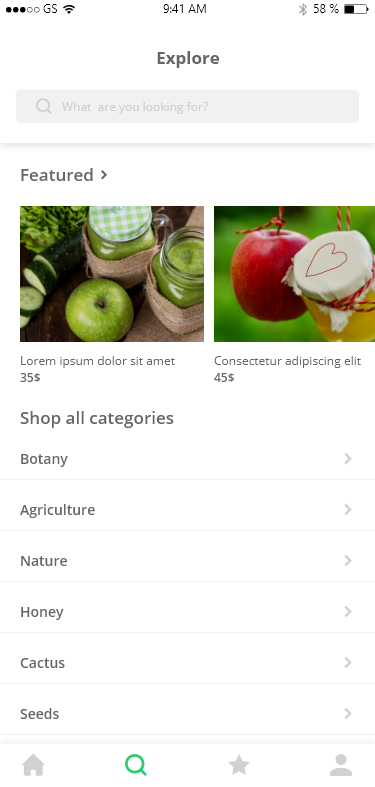 GS 9:41 AM 58 %
Explore
What are you looking for?
Featured
Lorem ipsum dolor sit amet
35$
Consectetur adipiscing elit
45$
Shop all categories
Botany
Agriculture
Nature
Honey
Cactus
Seeds